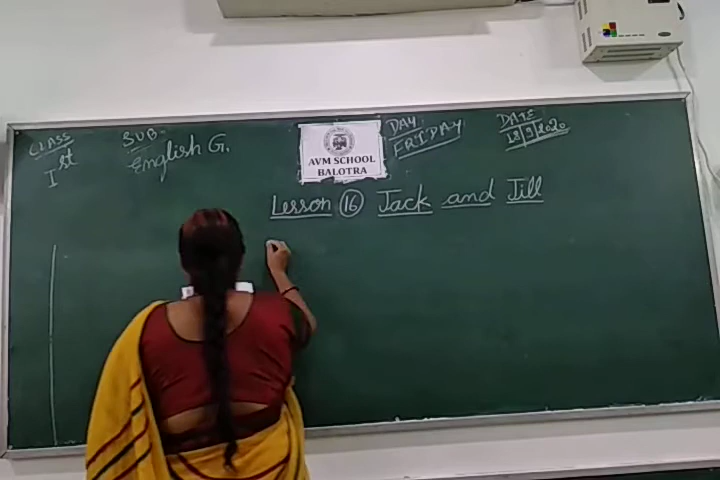 CLASS
Ist
SUB-
English G.
AVM SCHOOL
BALOTRA
DAY
FRIDAY
DATE
18/9/2020
Lesson 16 Jack and Jill